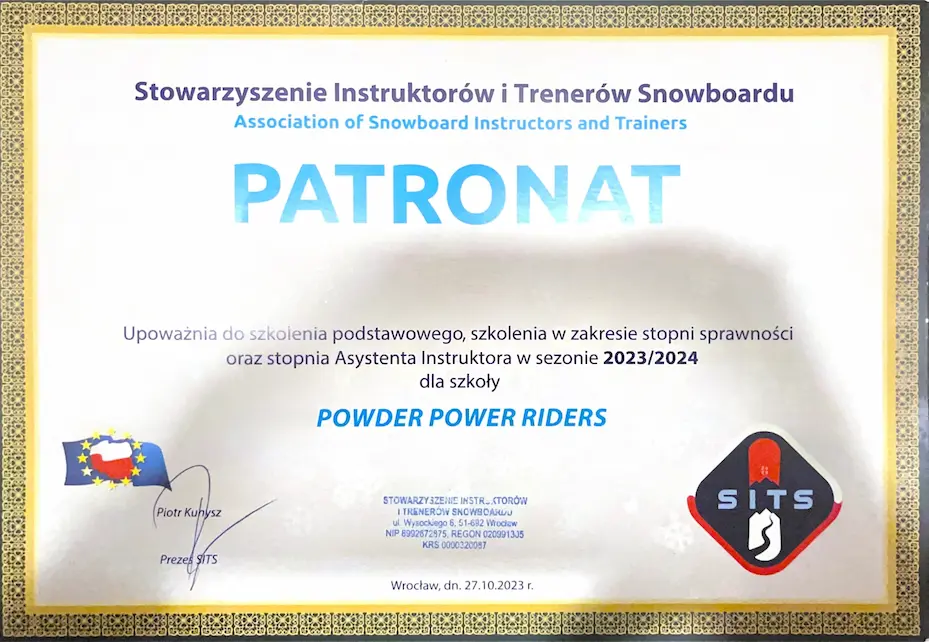 Stowarzyszenie Instruktorów i Trenerów Snowboardu
Association of Snowboard Instructors and Trainers
PATRONAT
Upoważnia do szkolenia podstawowego, szkolenia w zakresie stopni sprawności
oraz stopnia Asystenta Instruktora w sezonie 2023/2024
dla szkoły
POWDER POWER RIDERS
Piotr Kunysz
Prezes SITS
STOWARZYSZENIE INSTRUKTORÓW
I TRENERÓW SNOWBOARDU
ul. Wysockiego 6, 51-692 Wrocław
NIP 8992672875, REGON 020991335
KRS 0000320087
Wrocław, dn. 27.10.2023 r.
SITS